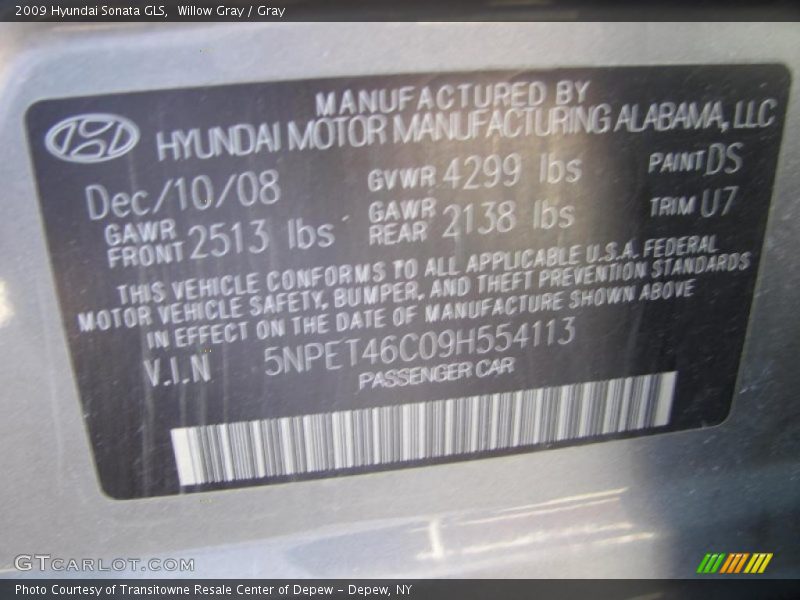 2009 Hyundai Sonata GLS, Willow Gray / Gray
MANUFACTURED BY
HYUNDAI MOTOR MANUFACTURING ALABAMA, LLC
Dec/10/08 GVWR 4299 lbs PAINT DS
GAWR FRONT 2513 lbs GAWR REAR 2138 lbs TRIM U7
THIS VEHICLE CONFORMS TO ALL APPLICABLE U.S.A. FEDERAL
MOTOR VEHICLE SAFETY, BUMPER, AND THEFT PREVENTION STANDARDS
IN EFFECT ON THE DATE OF MANUFACTURE SHOWN ABOVE
V.I.N 5NPET46C09H554113
PASSENGER CAR
GTCARLOT.COM
Photo Courtesy of Transitowne Resale Center of Depew - Depew, NY